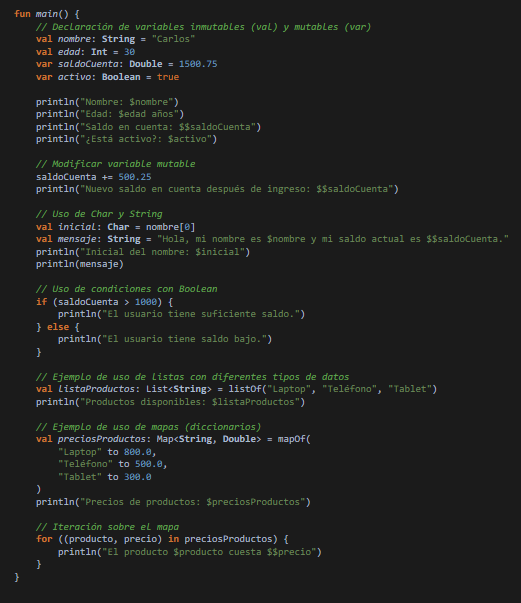 fun main() {
    // Declaración de variables inmutables (val) y mutables (var)
    val nombre: String = "Carlos"
    val edad: Int = 30
    var saldoCuenta: Double = 1500.75
    var activo: Boolean = true

    println("Nombre: $nombre")
    println("Edad: $edad años")
    println("Saldo en cuenta: $$saldoCuenta")
    println("¿Está activo?: $activo")

    // Modificar variable mutable
    saldoCuenta += 500.25
    println("Nuevo saldo en cuenta después de ingreso: $$saldoCuenta")

    // Uso de Char y String
    val inicial: Char = nombre[0]
    val mensaje: String = "Hola, mi nombre es $nombre y mi saldo actual es $$saldoCuenta."
    println("Inicial del nombre: $inicial")
    println(mensaje)

    // Uso de condiciones con Boolean
    if (saldoCuenta > 1000) {
        println("El usuario tiene suficiente saldo.")
    } else {
        println("El usuario tiene saldo bajo.")
    }

    // Ejemplo de uso de listas con diferentes tipos de datos
    val listaProductos: List<String> = listOf("Laptop", "Teléfono", "Tablet")
    println("Productos disponibles: $listaProductos")

    // Ejemplo de uso de mapas (diccionarios)
    val preciosProductos: Map<String, Double> = mapOf(
        "Laptop" to 800.0,
        "Teléfono" to 500.0,
        "Tablet" to 300.0
    )
    println("Precios de productos: $preciosProductos")

    // Iteración sobre el mapa
    for ((producto, precio) in preciosProductos) {
        println("El producto $producto cuesta $$precio")
    }
}